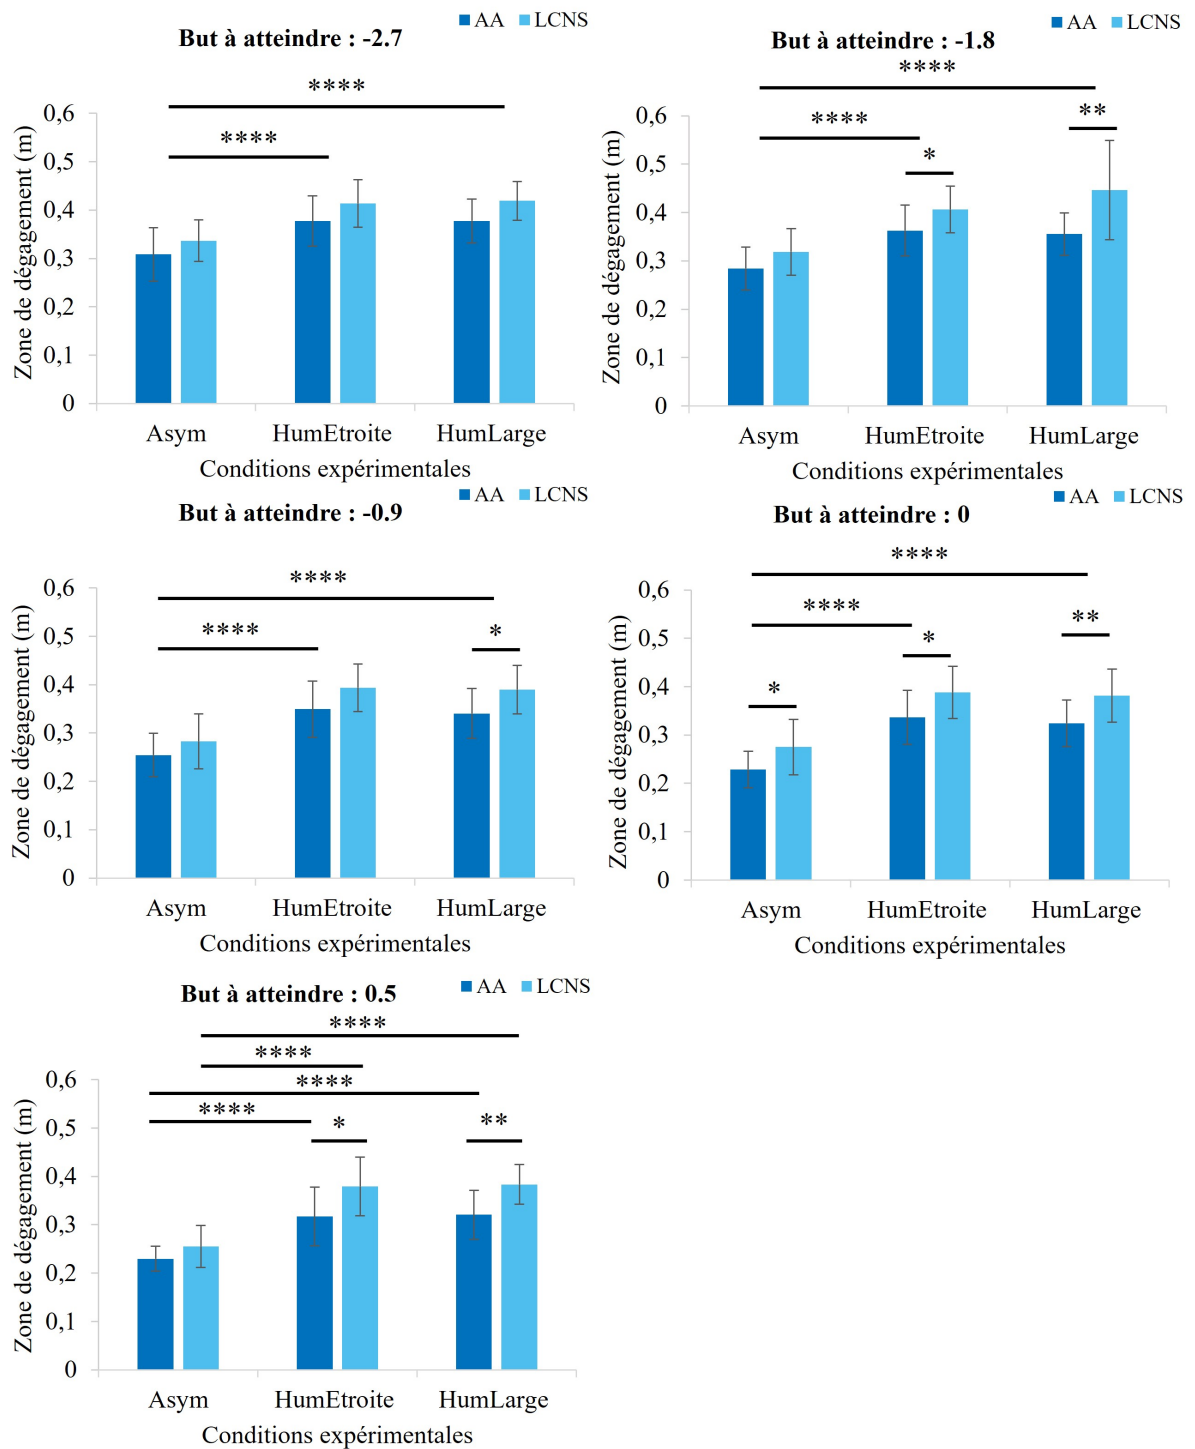 AA LCNS
But à atteindre : -2.7
****
****
0,6
0,5
0,4
0,3
0,2
0,1
0
Zone de dégagement (m)
Asym HumEtroite HumLarge
Conditions expérimentales
AA LCNS
But à atteindre : -1.8
****
**
****
*
0,6
0,5
0,4
0,3
0,2
0,1
0
Zone de dégagement (m)
Asym HumEtroite HumLarge
Conditions expérimentales
AA LCNS
But à atteindre : -0.9
****
****
*
0,6
0,5
0,4
0,3
0,2
0,1
0
Zone de dégagement (m)
Asym HumEtroite HumLarge
Conditions expérimentales
AA LCNS
But à atteindre : 0
****
****
**
*
*
0,6
0,5
0,4
0,3
0,2
0,1
0
Zone de dégagement (m)
Asym HumEtroite HumLarge
Conditions expérimentales
AA LCNS
But à atteindre : 0.5
****
****
****
****
*
**
0,6
0,5
0,4
0,3
0,2
0,1
0
Zone de dégagement (m)
Asym HumEtroite HumLarge
Conditions expérimentales